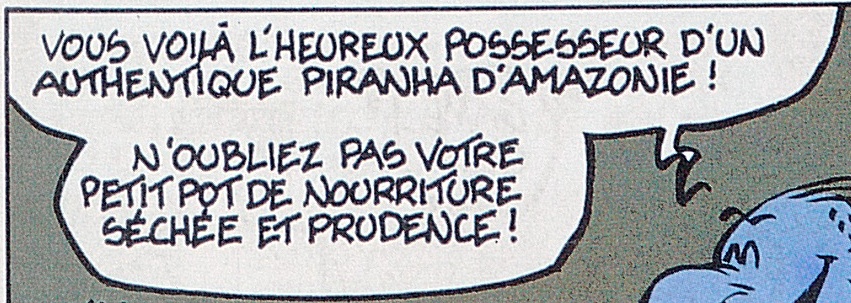 VOUS VOILÀ L'HEUREUX POSSESSEUR D'UN
AUTHENTIQUE PIRANHA D'AMAZONIE !
N'OUBLIEZ PAS VOTRE
PETIT POT DE NOURRITURE
SÉCHÉE ET PRUDENCE !